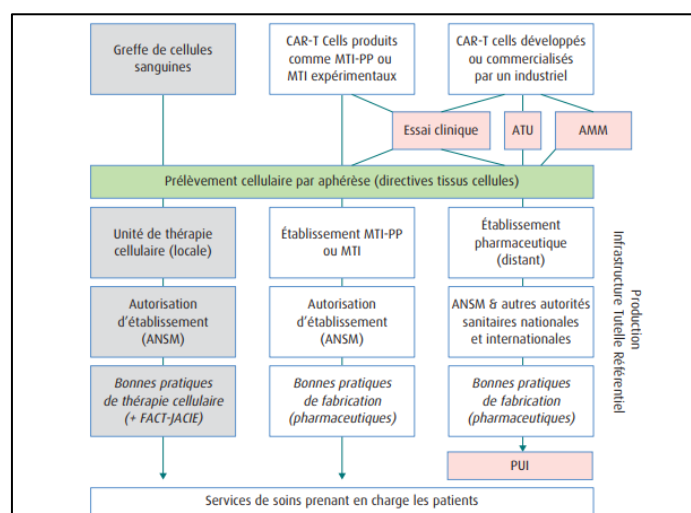 Greffe de cellules
sanguines
CAR-T Cells produits
comme MTI-PP ou
MTI expérimentaux
CAR-T cells développés
ou commercialisés
par un industriel
Essai clinique
ATU
AMM
Prélèvement cellulaire par aphérèse (directives tissus cellules)
Unité de thérapie
cellulaire (locale)
Établissement MTI-PP
ou MTI
Établissement
pharmaceutique
(distant)
Autorisation
d'établissement
(ANSM)
Autorisation
d'établissement
(ANSM)
ANSM & autres autorités
sanitaires nationales
et internationales
Bonnes pratiques
de thérapie cellulaire
(+ FACT-JACIE)
Bonnes pratiques
de fabrication
(pharmaceutiques)
Bonnes pratiques
de fabrication
(pharmaceutiques)
Production
Infrastructure Tutelle Référentiel
PUI
Services de soins prenant en charge les patients